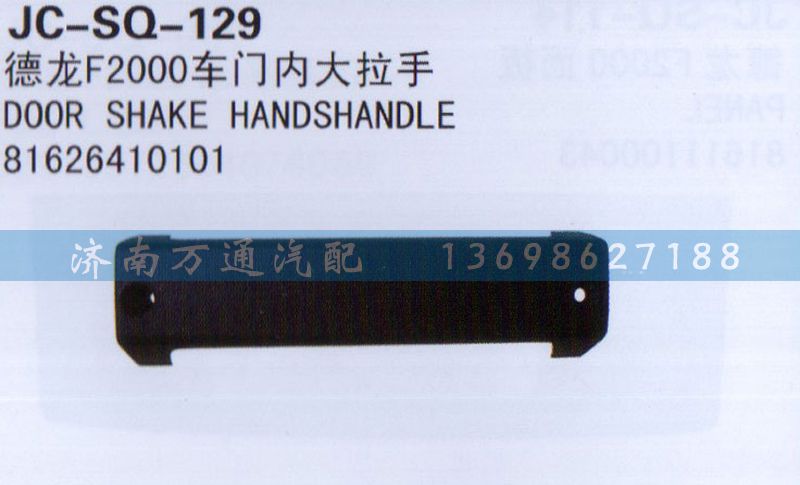 JC-SQ-129
德龙F2000车门内大拉手
DOOR SHAKE HANDSHANDLE
81626410101
济南万通汽配 13698627188